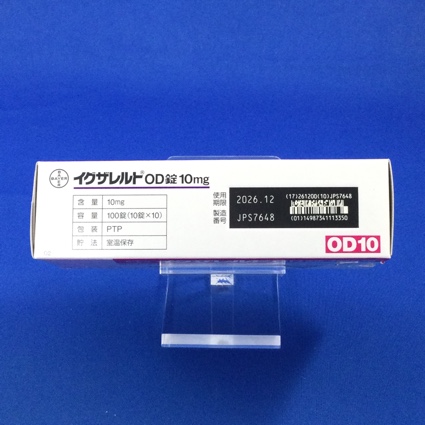 BAYER
イグザレルト OD錠10mg
含量 10mg
容量 100錠(10錠×10)
包装 PTP
貯法 室温保存
使用期限 2026.12
製造番号 JPS7648
(17)261200(10)JPS7648
(01)14987341113350
OD10